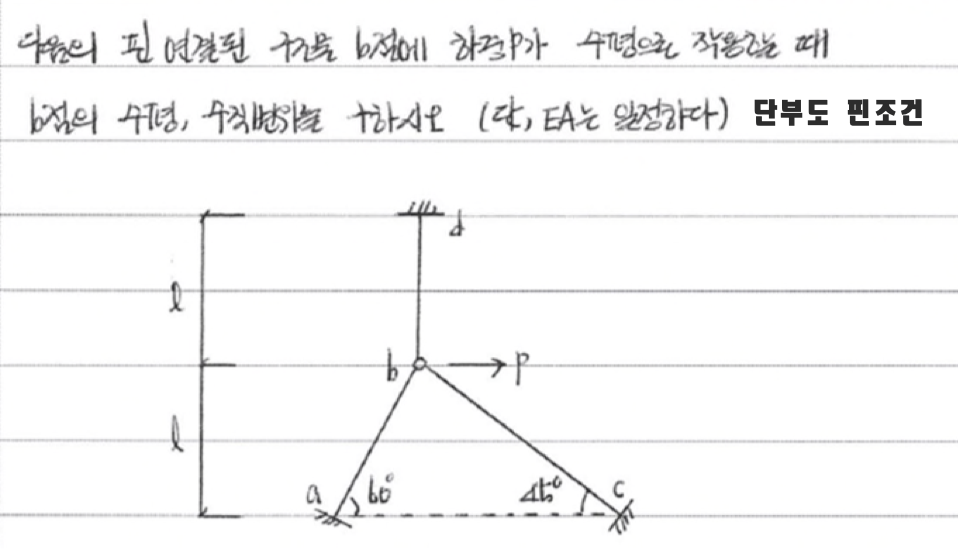 다음의 핀 연결된 구조물 b점에 하중P가 수평으로 작용하는 때
b점의 수평, 수직변위를 구하시오 (단, EA는 일정하다) 단부도 핀조건
d
l
b
P
l
a
60°
45°
c